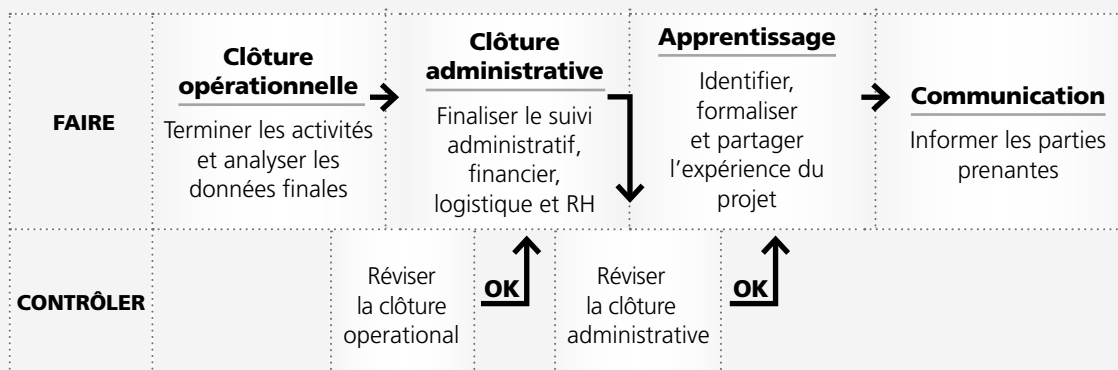 FAIRE
Clôture
opérationnelle
Terminer les activités
et analyser les
données finales
Clôture
administrative
Finaliser le suivi
administratif,
financier,
logistique et RH
Apprentissage
Identifier,
formaliser
et partager
l’expérience du
projet
Communication
Informer les parties
prenantes
CONTRÔLER
Réviser
la clôture
operational
OK
Réviser
la clôture
administrative
OK